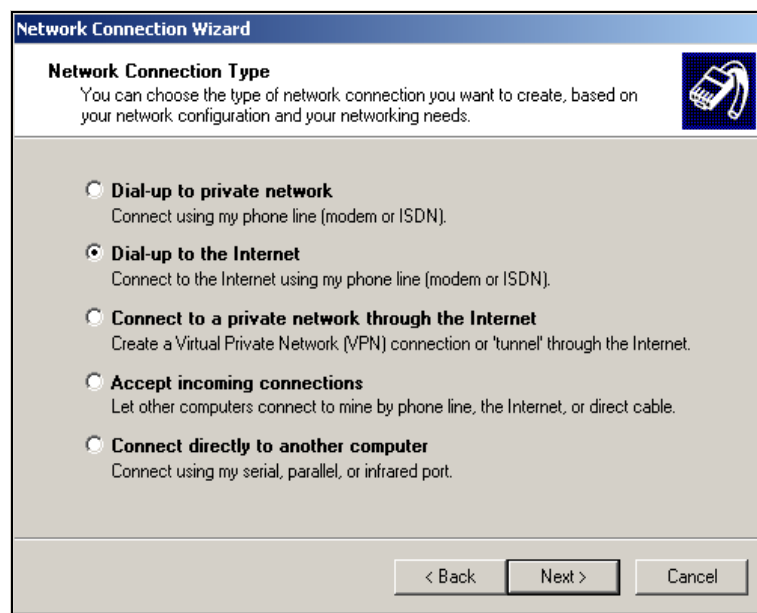 Network Connection Wizard
Network Connection Type
You can choose the type of network connection you want to create, based on
your network configuration and your networking needs.
Dial-up to private network
Connect using my phone line (modem or ISDN).
Dial-up to the Internet
Connect to the Internet using my phone line (modem or ISDN).
Connect to a private network through the Internet
Create a Virtual Private Network (VPN) connection or 'tunnel' through the Internet.
Accept incoming connections
Let other computers connect to mine by phone line, the Internet, or direct cable.
Connect directly to another computer
Connect using my serial, parallel, or infrared port.
< Back
Next >
Cancel